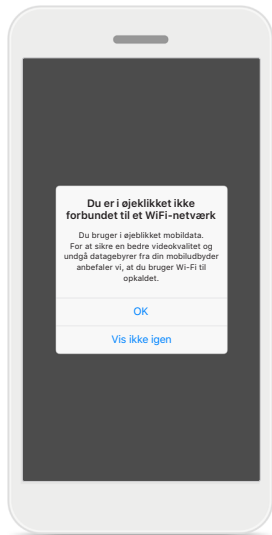 Du er i øjeklikket ikke
forbundet til et WiFi-netværk
Du bruger i øjeblikket mobildata.
For at sikre en bedre videokvalitet og
undgå datagebyrer fra din mobiludbyder
anbefaler vi, at du bruger Wi-Fi til
opkaldet.
OK
Vis ikke igen